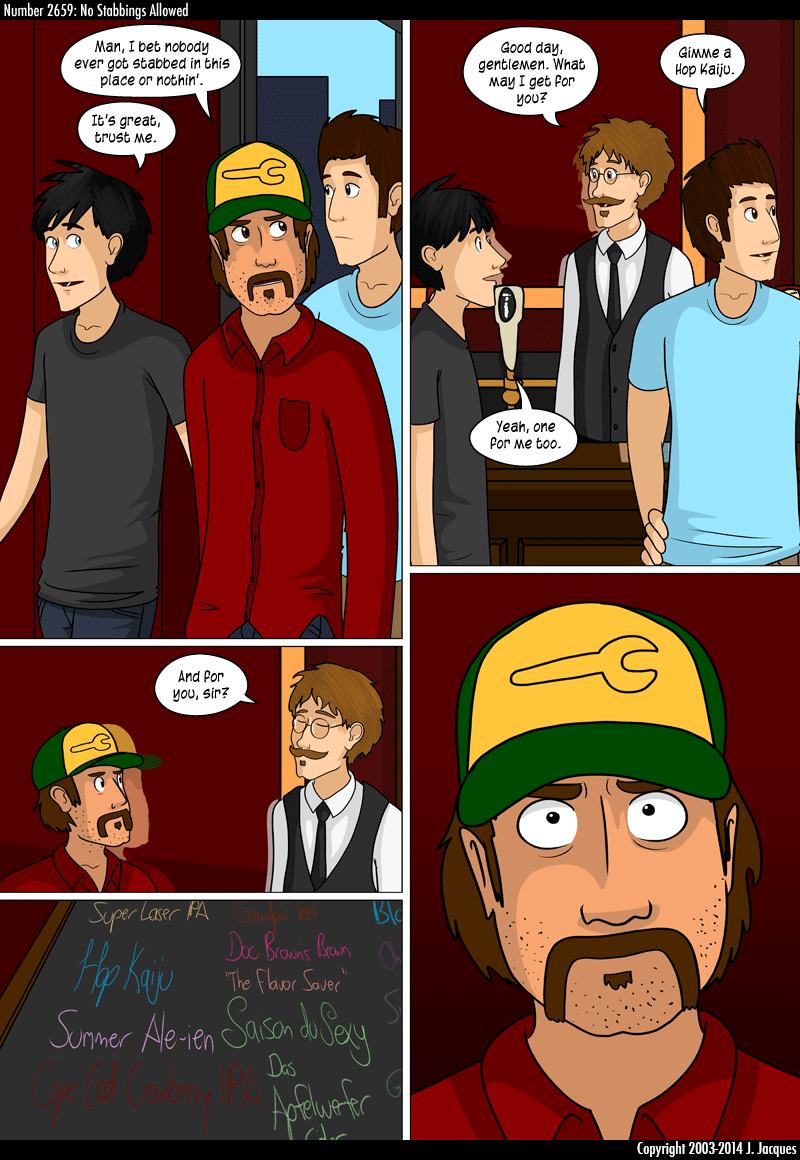 Number 2659: No Stabbings Allowed
Man, I bet nobody
ever got stabbed in this
place or nothin'.
It's great,
trust me.
Good day,
gentlemen. What
may I get for
you?
Gimme a
Hop Kaiju.
Yeah, one
for me too.
And for
you, sir?
Super Laser IPA
Hop Kaiju
Summer Ale-ien
Cape Cod Cranberry IPA
Doc Brown's Brown
"The Flavor Saver"
Saison du Sexy
Das
Apfelwerfer
Blo
Copyright 2003-2014 J. Jacques